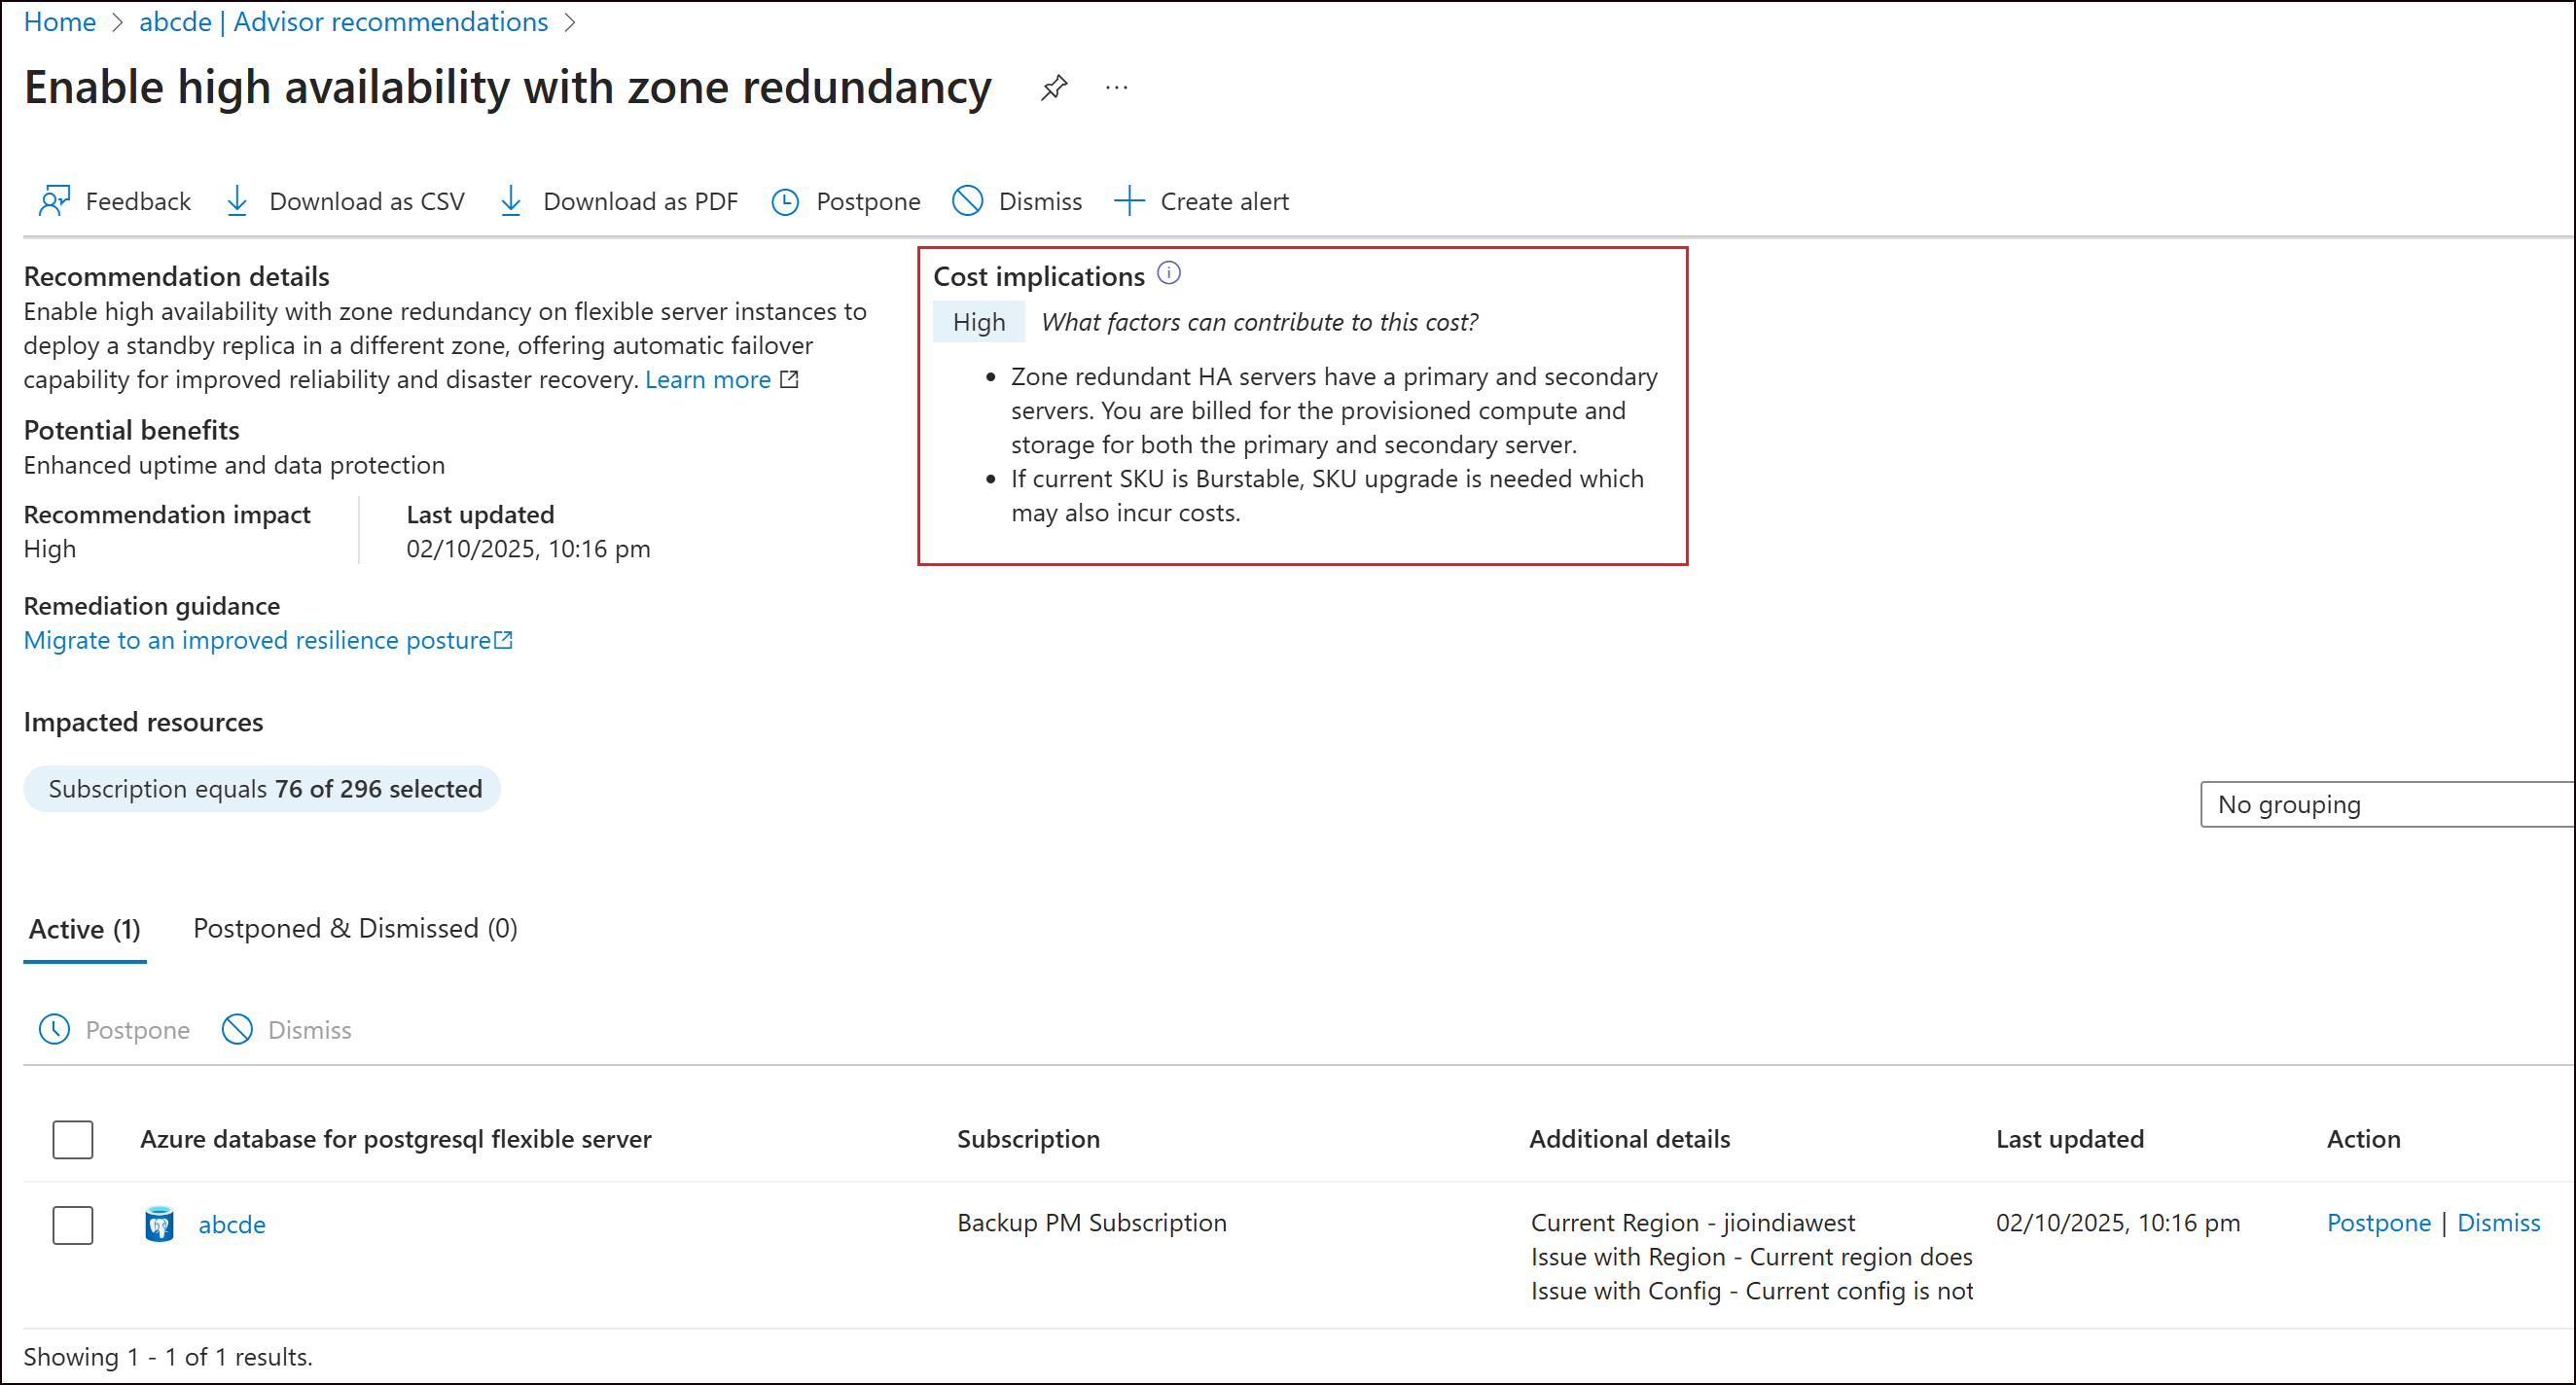 Home > abcde | Advisor recommendations >
Enable high availability with zone redundancy ...
Feedback Download as CSV Download as PDF Postpone Dismiss Create alert
Recommendation details
Enable high availability with zone redundancy on flexible server instances to
deploy a standby replica in a different zone, offering automatic failover
capability for improved reliability and disaster recovery. Learn more
Potential benefits
Enhanced uptime and data protection
Recommendation impact
High
Last updated
02/10/2025, 10:16 pm
Remediation guidance
Migrate to an improved resilience posture
Cost implications
High What factors can contribute to this cost?
• Zone redundant HA servers have a primary and secondary
servers. You are billed for the provisioned compute and
storage for both the primary and secondary server.
• If current SKU is Burstable, SKU upgrade is needed which
may also incur costs.
Impacted resources
Subscription equals 76 of 296 selected
No grouping
Active (1) Postponed & Dismissed (0)
Postpone Dismiss
Azure database for postgresql flexible server Subscription Additional details Last updated Action
abcde Backup PM Subscription Current Region - jioindiawest 02/10/2025, 10:16 pm Postpone | Dismiss
Issue with Region - Current region does
Issue with Config - Current config is not
Showing 1 - 1 of 1 results.